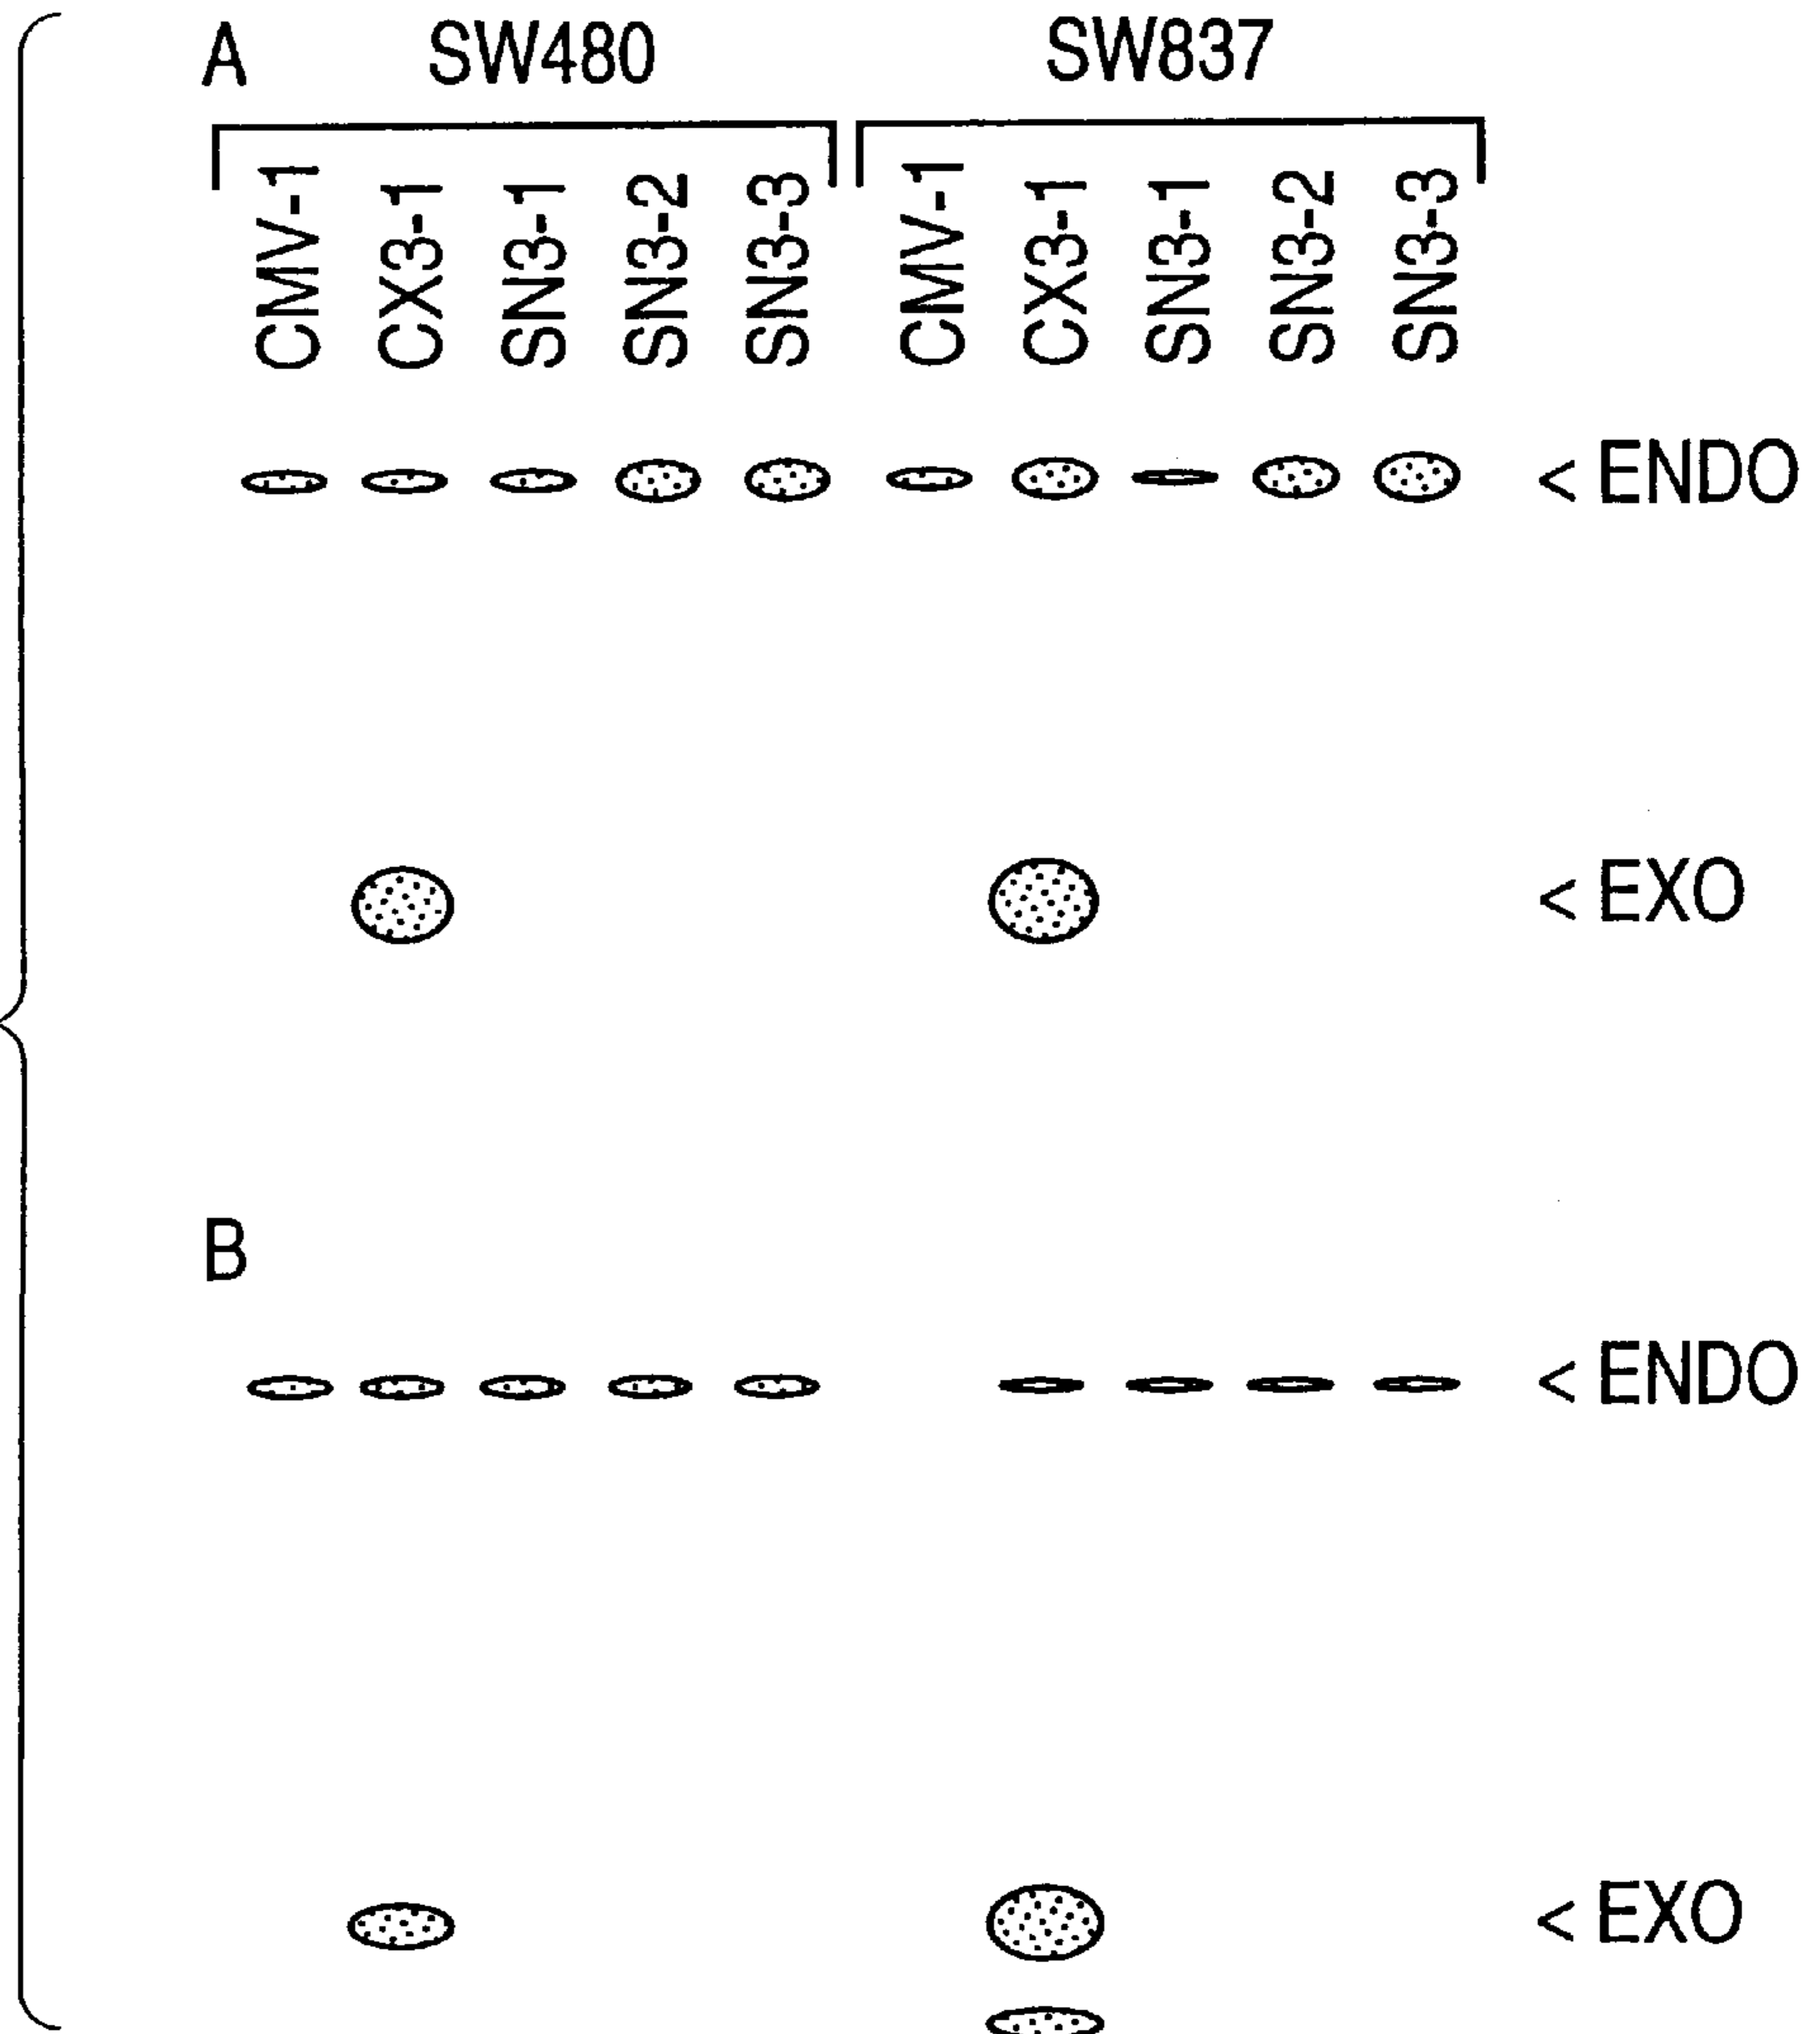 A SW480 SW837
CMV-1 CX3-1 SN3-1 SN3-2 SN3-3 CMV-1 CX3-1 SN3-1 SN3-2 SN3-3
< ENDO
< EXO
B
< ENDO
< EXO